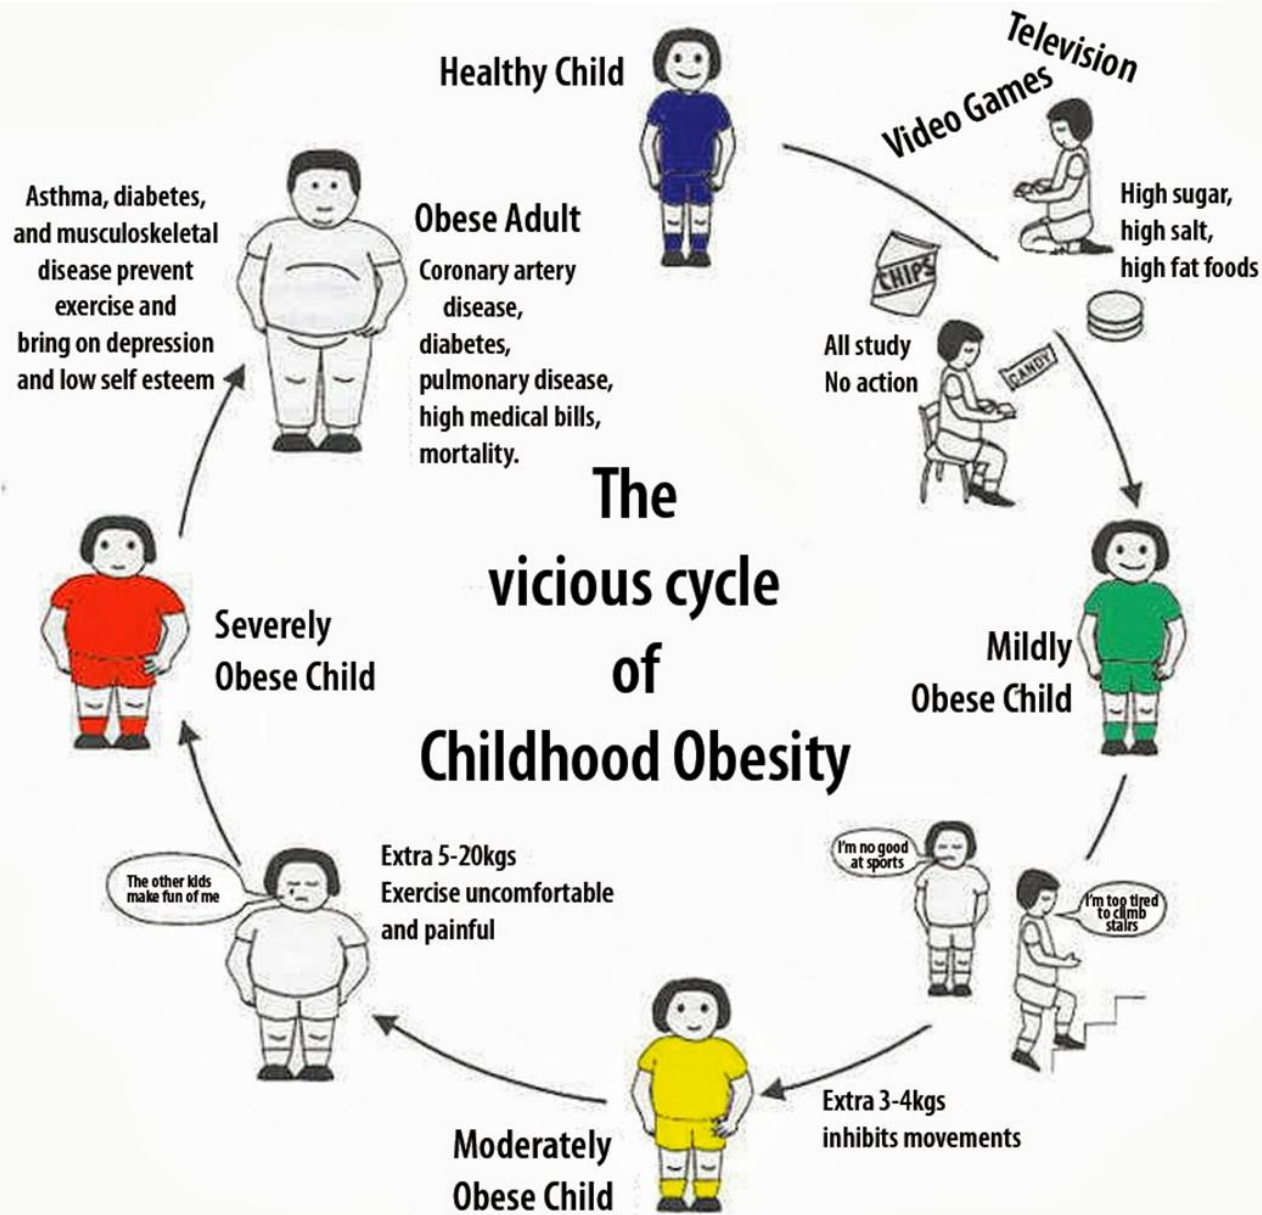 Healthy Child
Television
Video Games
High sugar,
high salt,
high fat foods
CHIPS
All study
No action
CANDY
Mildly
Obese Child
I'm no good
at sports
I'm too tired
to climb
stairs
Extra 3-4kgs
inhibits movements
Moderately
Obese Child
Extra 5-20kgs
Exercise uncomfortable
and painful
The other kids
make fun of me
Severely
Obese Child
Asthma, diabetes,
and musculoskeletal
disease prevent
exercise and
bring on depression
and low self esteem
Obese Adult
Coronary artery
disease,
diabetes,
pulmonary disease,
high medical bills,
mortality.
The
vicious cycle
of
Childhood Obesity